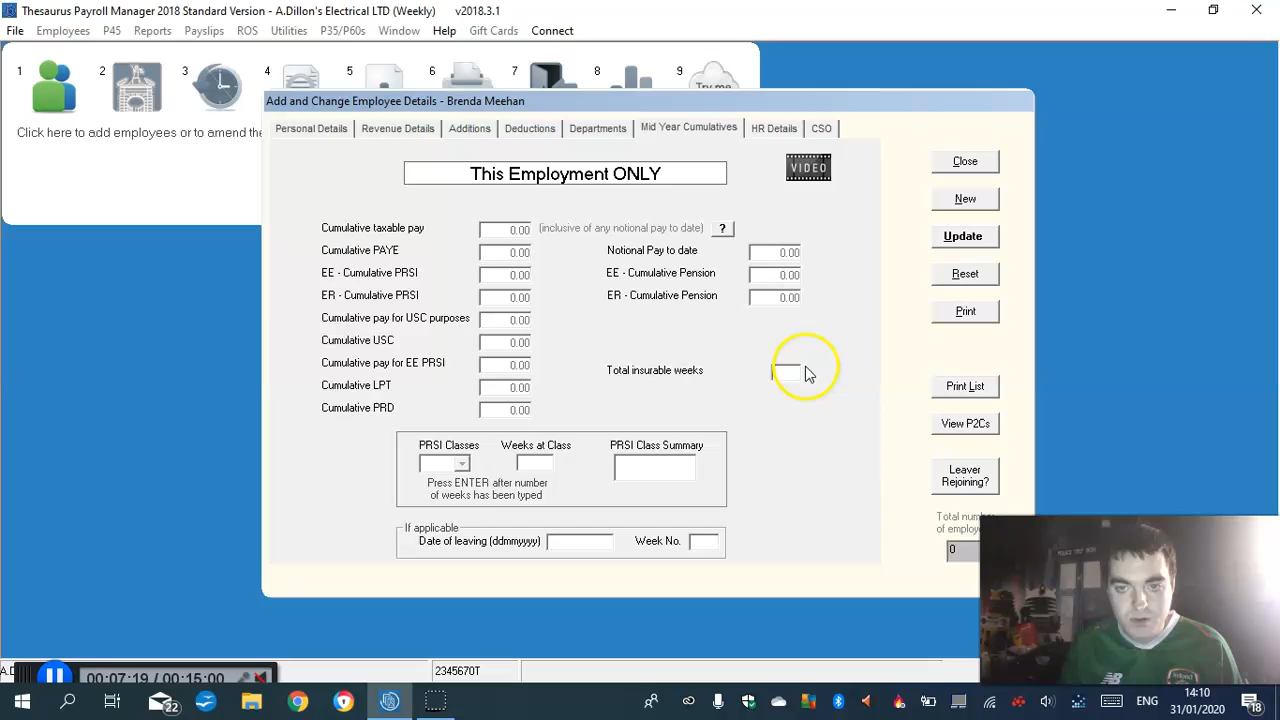 Thesaurus Payroll Manager 2018 Standard Version - A.Dillon's Electrical LTD (Weekly) v2018.3.1
File Employees P45 Reports Payslips ROS Utilities P35/P60s Window Help Gift Cards Connect
1 2 3 4 5 6 7 8 9
Try me
Click here to add employees or to amend the
Add and Change Employee Details - Brenda Meehan
Personal Details Revenue Details Additions Deductions Departments Mid Year Cumulatives HR Details CSO
This Employment ONLY
VIDEO
Close
New
Update
Reset
Print
Print List
View P2Cs
Leaver
Rejoining?
Cumulative taxable pay 0.00 (inclusive of any notional pay to date) ?
Cumulative PAYE 0.00 Notional Pay to date 0.00
EE - Cumulative PRSI 0.00 EE - Cumulative Pension 0.00
ER - Cumulative PRSI 0.00 ER - Cumulative Pension 0.00
Cumulative pay for USC purposes 0.00
Cumulative USC 0.00
Cumulative pay for EE PRSI 0.00 Total insurable weeks
Cumulative LPT 0.00
Cumulative PRD 0.00
PRSI Classes Weeks at Class PRSI Class Summary
Press ENTER after number
of weeks has been typed
If applicable
Date of leaving (ddmmyyyy) Week No.
of employ
0
2345670T
00:07:19 / 00:15:00
22
ENG
14:10
31/01/2020
18